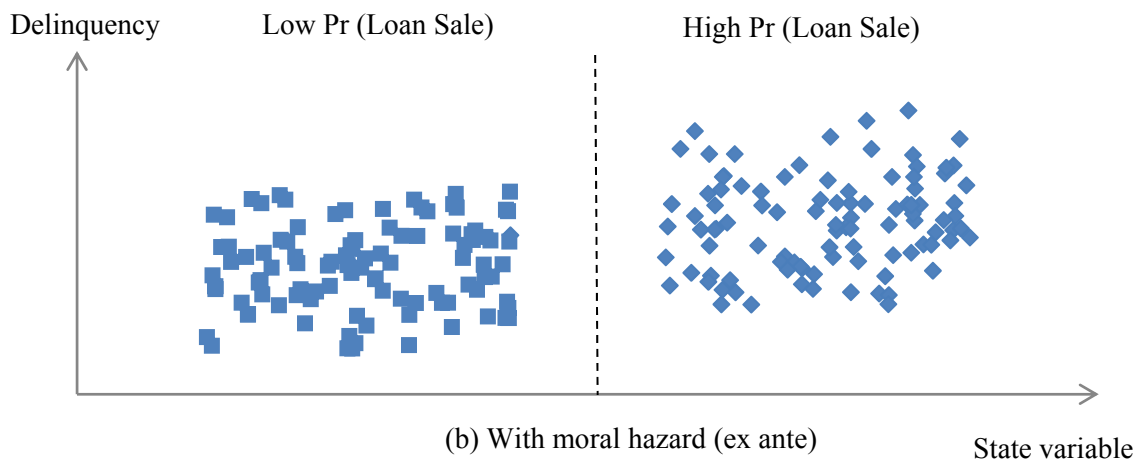 Delinquency
Low Pr (Loan Sale)
High Pr (Loan Sale)
(b) With moral hazard (ex ante)
State variable